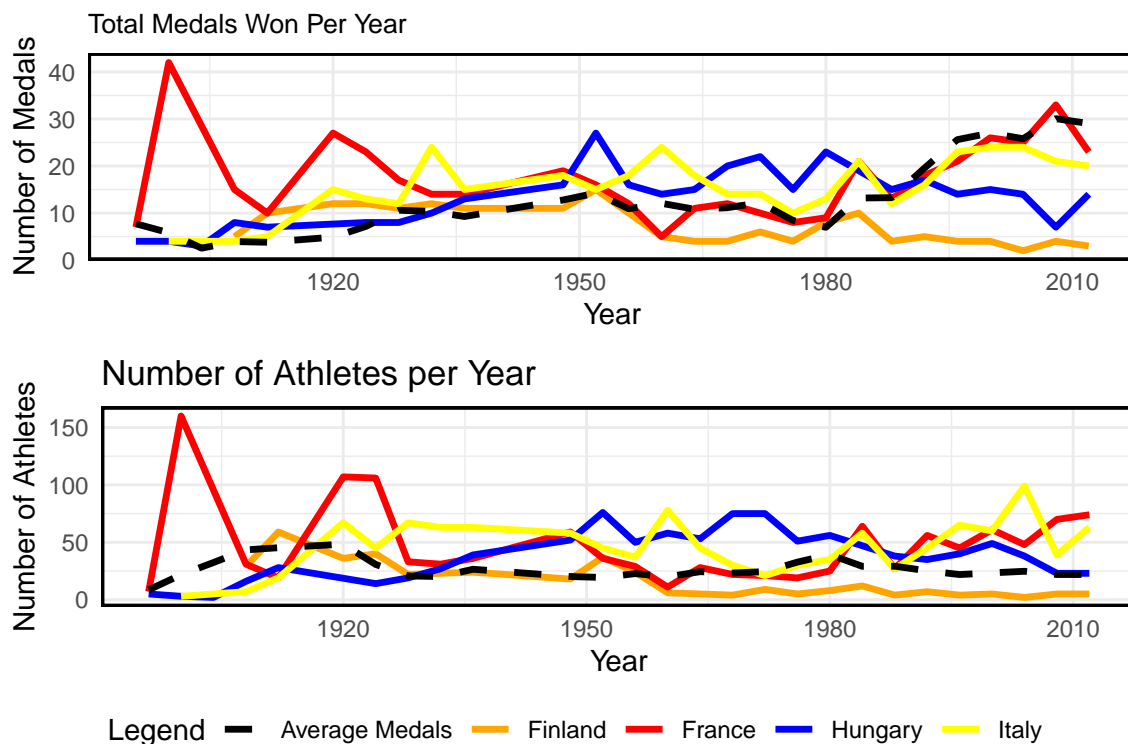 Total Medals Won Per Year
Number of Medals
40
30
20
10
0
1920 1950 1980 2010
Year
Number of Athletes per Year
Number of Athletes
150
100
50
0
1920 1950 1980 2010
Year
Legend Average Medals Finland France Hungary Italy